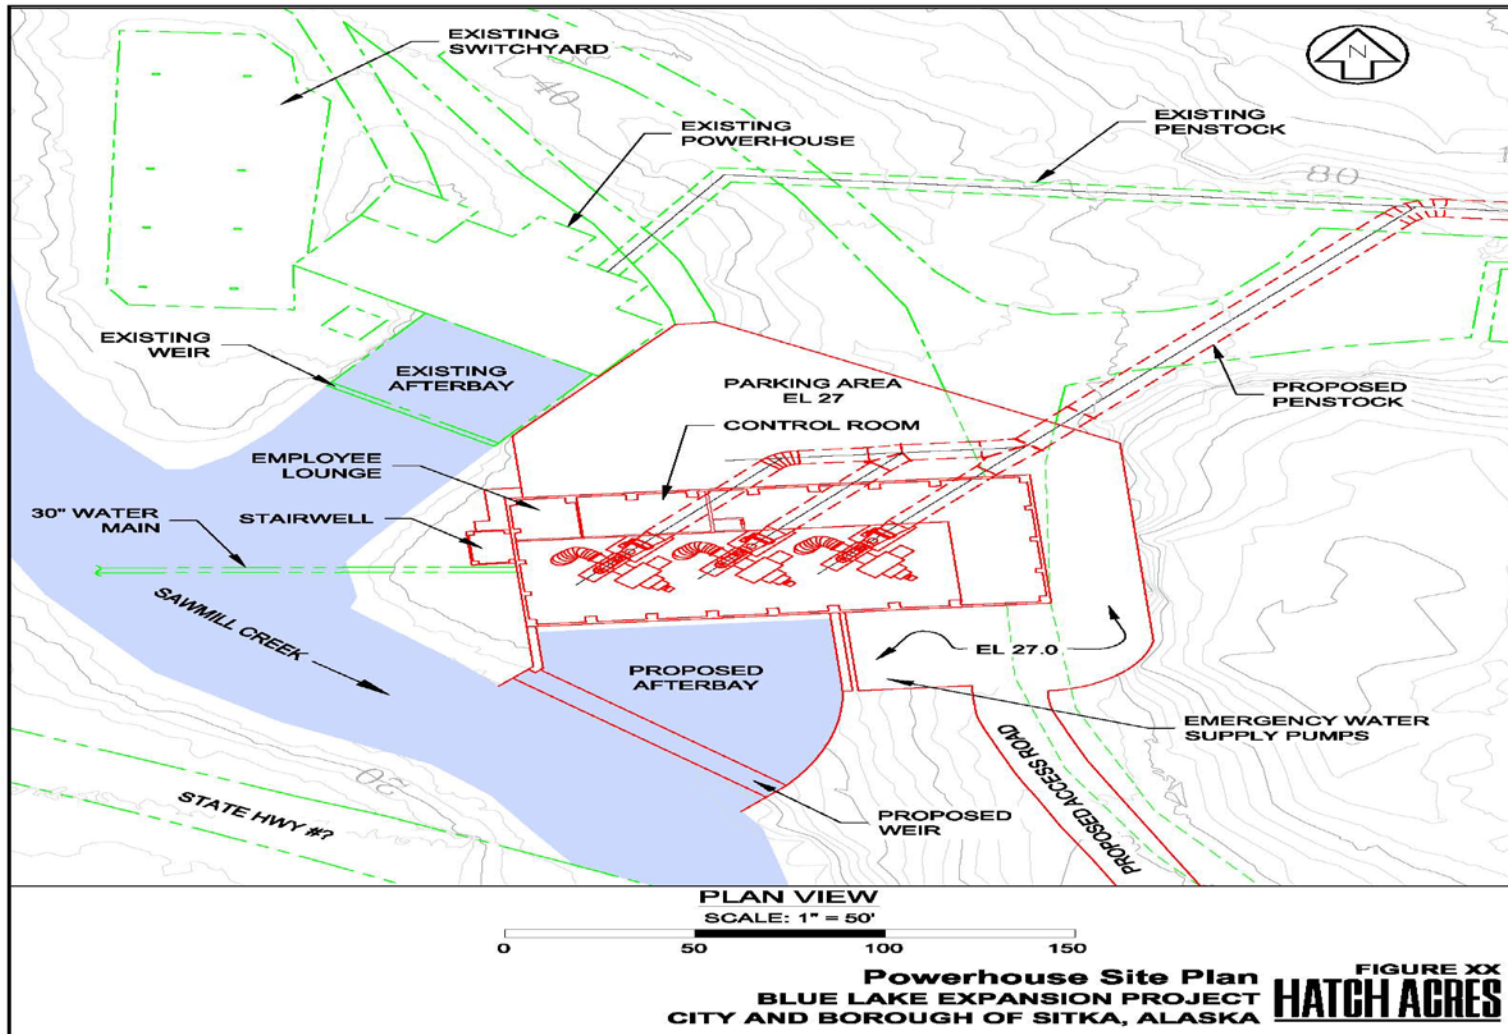 EXISTING
SWITCHYARD
N
40
EXISTING
POWERHOUSE
EXISTING
PENSTOCK
80
EXISTING
WEIR
EXISTING
AFTERBAY
PARKING AREA
EL 27
PROPOSED
PENSTOCK
CONTROL ROOM
EMPLOYEE
LOUNGE
30" WATER
MAIN
STAIRWELL
SAWMILL CREEK
EL 27.0
PROPOSED
AFTERBAY
EMERGENCY WATER
SUPPLY PUMPS
PROPOSED ACCESS ROAD
20
STATE HWY #?
PROPOSED
WEIR
PLAN VIEW
SCALE: 1" = 50'
0 50 100 150
Powerhouse Site Plan
BLUE LAKE EXPANSION PROJECT
CITY AND BOROUGH OF SITKA, ALASKA
FIGURE XX
HATCH ACRES